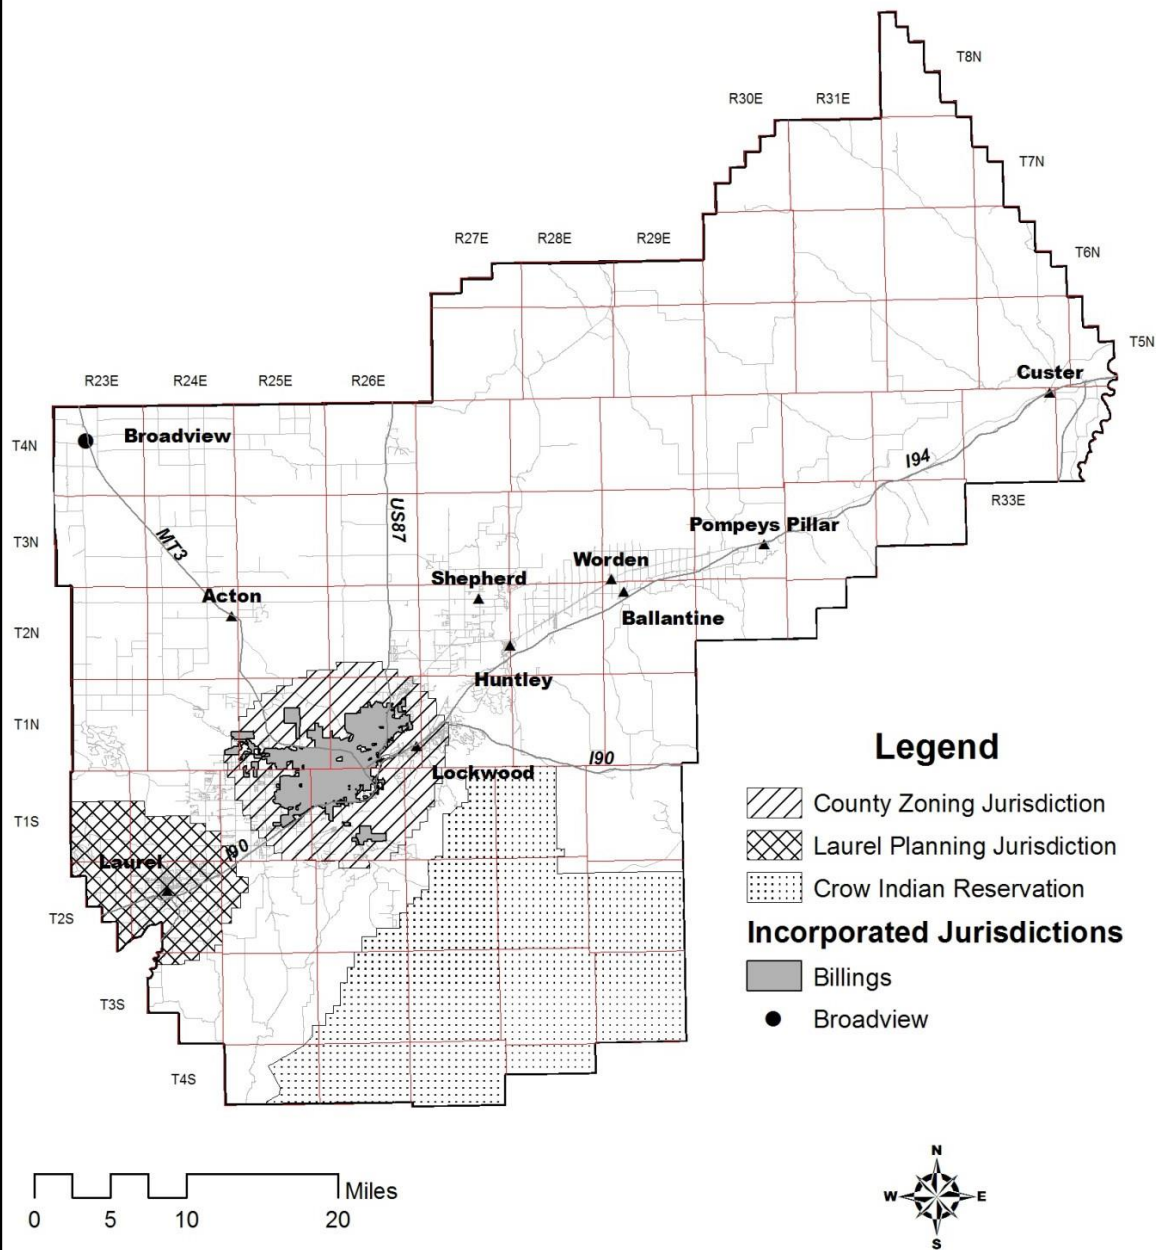 T8N
R30E
R31E
T7N
R27E
R28E
R29E
T6N
T5N
R23E
R24E
R25E
R26E
Custer
T4N
Broadview
I94
US87
R33E
MT3
T3N
Pompeys Pillar
Worden
Shepherd
Acton
Ballantine
T2N
Huntley
T1N
I90
Lockwood
Legend
County Zoning Jurisdiction
T1S
I90
Laurel
Laurel Planning Jurisdiction
Crow Indian Reservation
T2S
Incorporated Jurisdictions
Billings
T3S
Broadview
T4S
N
W
E
S
Miles
0
5
10
20